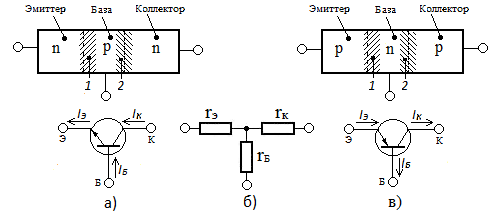 Эмиттер База Коллектор
n p n
1 2
Эмиттер База Коллектор
p n p
1 2
IЭ IК
Э К
IБ
Б
а)
rЭ rК
rБ
б)
IЭ IК
Э К
IБ
Б
в)